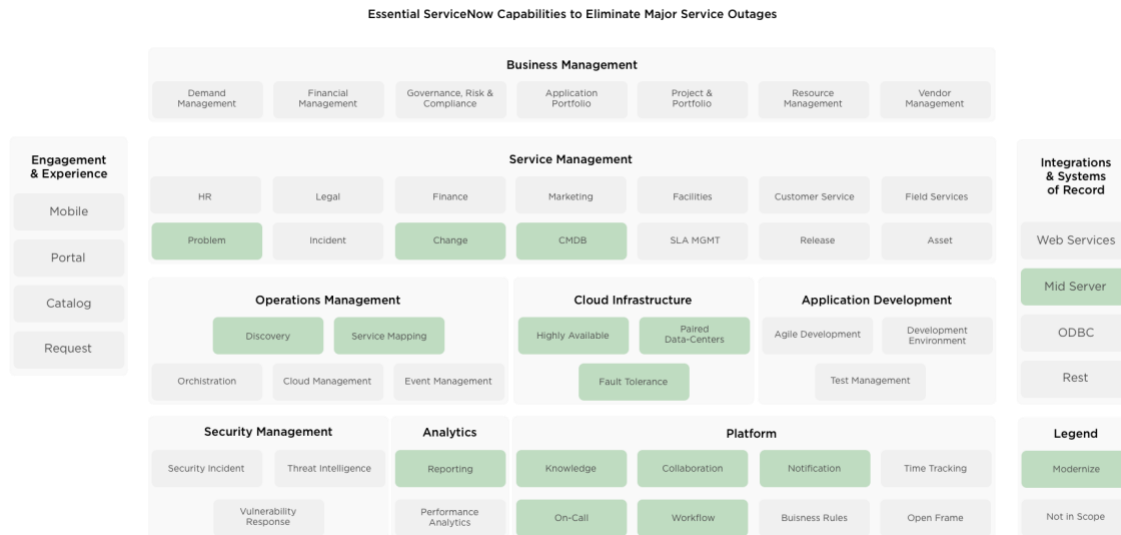 Essential ServiceNow Capabilities to Eliminate Major Service Outages
Business Management
Demand
Management
Financial
Management
Governance, Risk &
Compliance
Application
Portfolio
Project &
Portfolio
Resource
Management
Vendor
Management
Engagement
& Experience
Mobile
Portal
Catalog
Request
Service Management
HR
Legal
Finance
Marketing
Facilities
Customer Service
Field Services
Problem
Incident
Change
CMDB
SLA MGMT
Release
Asset
Integrations
& Systems
of Record
Web Services
Mid Server
ODBC
Rest
Operations Management
Discovery
Service Mapping
Orchistration
Cloud Management
Event Management
Cloud Infrastructure
Highly Available
Paired
Data-Centers
Fault Tolerance
Application Development
Agile Development
Development
Environment
Test Management
Security Management
Security Incident
Threat Intelligence
Vulnerability
Response
Analytics
Reporting
Performance
Analytics
Platform
Knowledge
Collaboration
Notification
Time Tracking
On-Call
Workflow
Buisness Rules
Open Frame
Legend
Modernize
Not in Scope